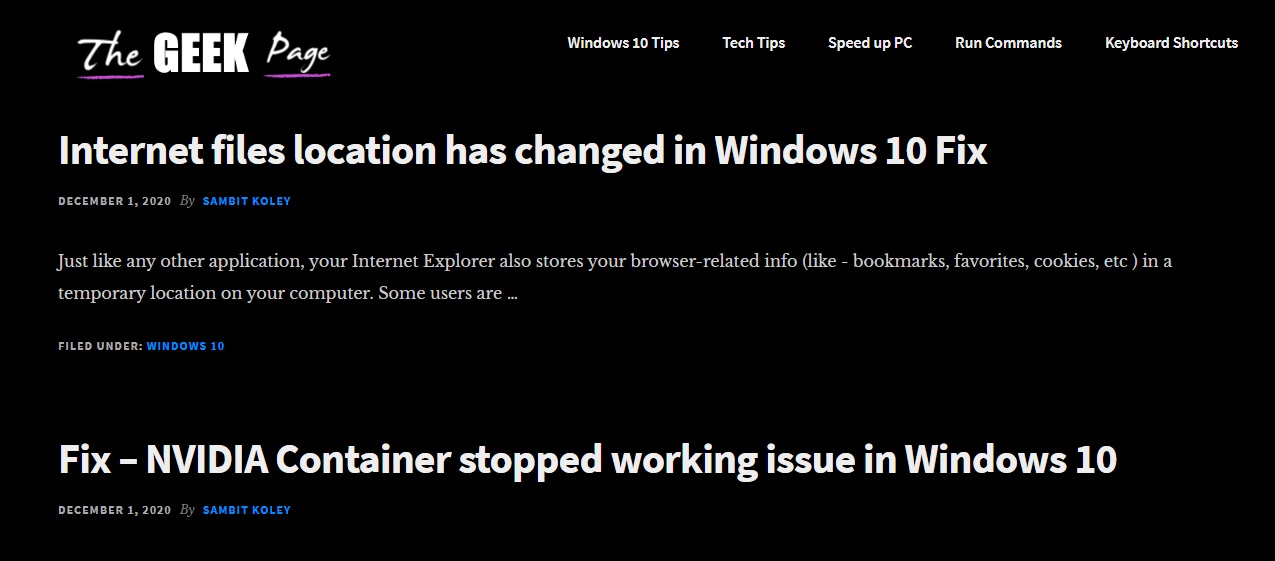 The GEEK Page
Windows 10 Tips Tech Tips Speed up PC Run Commands Keyboard Shortcuts
Internet files location has changed in Windows 10 Fix
DECEMBER 1, 2020 By SAMBIT KOLEY
Just like any other application, your Internet Explorer also stores your browser-related info (like - bookmarks, favorites, cookies, etc ) in a
temporary location on your computer. Some users are ...
FILED UNDER: WINDOWS 10
Fix – NVIDIA Container stopped working issue in Windows 10
DECEMBER 1, 2020 By SAMBIT KOLEY